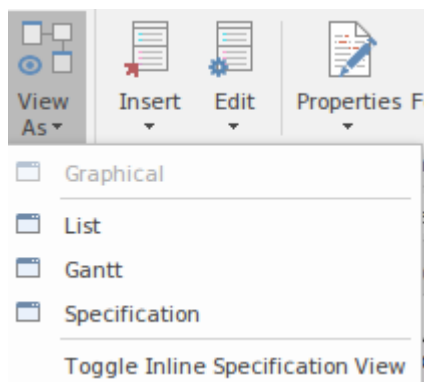 View As
Insert
Edit
Properties
F
Graphical
List
Gantt
Specification
Toggle Inline Specification View